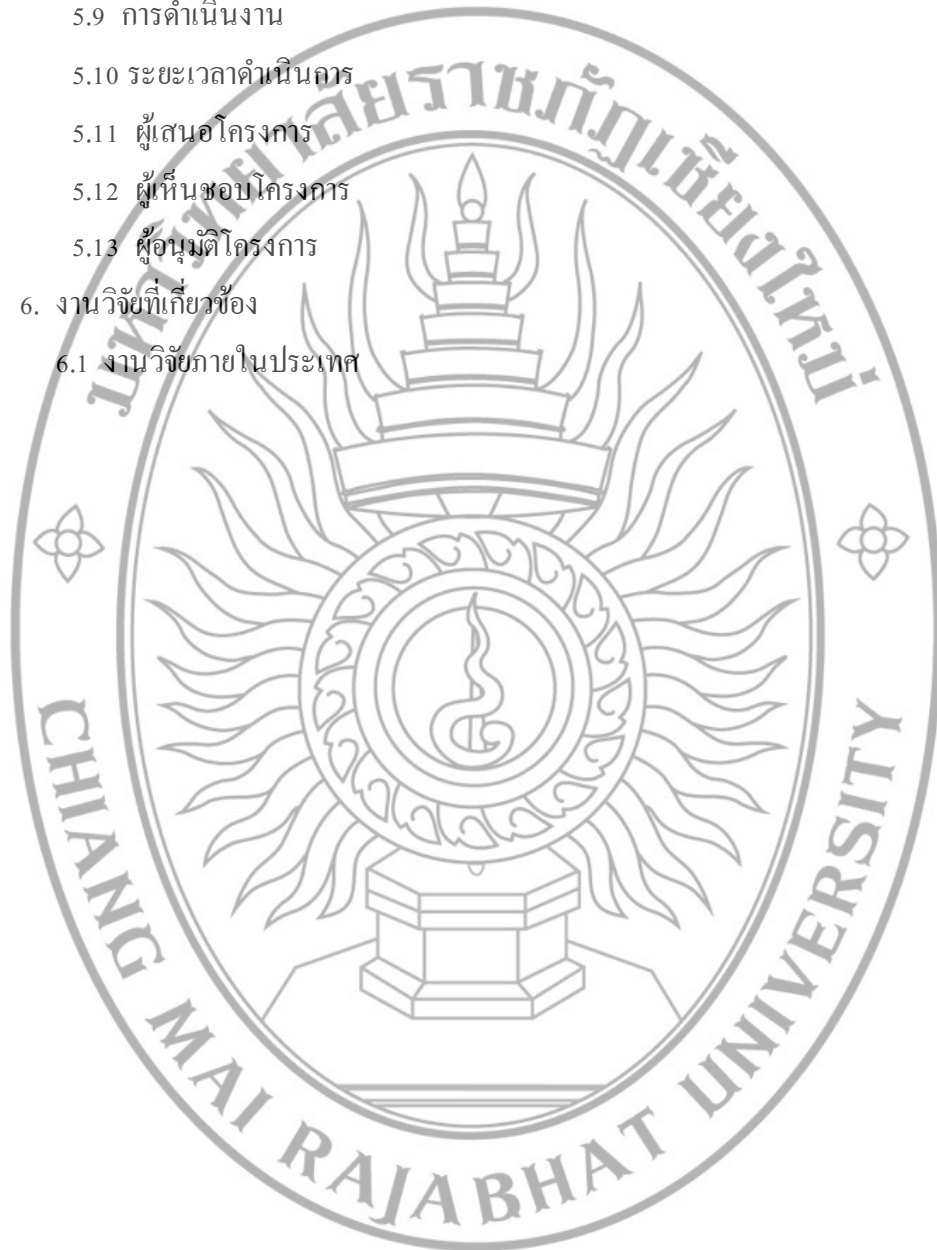 5.9 การดำเนินงาน
5.10 ระยะเวลาดำเนินการ
5.11 ผู้เสนอโครงการ
5.12 ผู้เห็นชอบโครงการ
5.13 ผู้อนุมัติโครงการ
6. งานวิจัยที่เกี่ยวข้อง
6.1 งานวิจัยภายในประเทศ
มหาวิทยาลัยราชภัฏเชียงใหม่
CHIANG MAI RAJABHAT UNIVERSITY